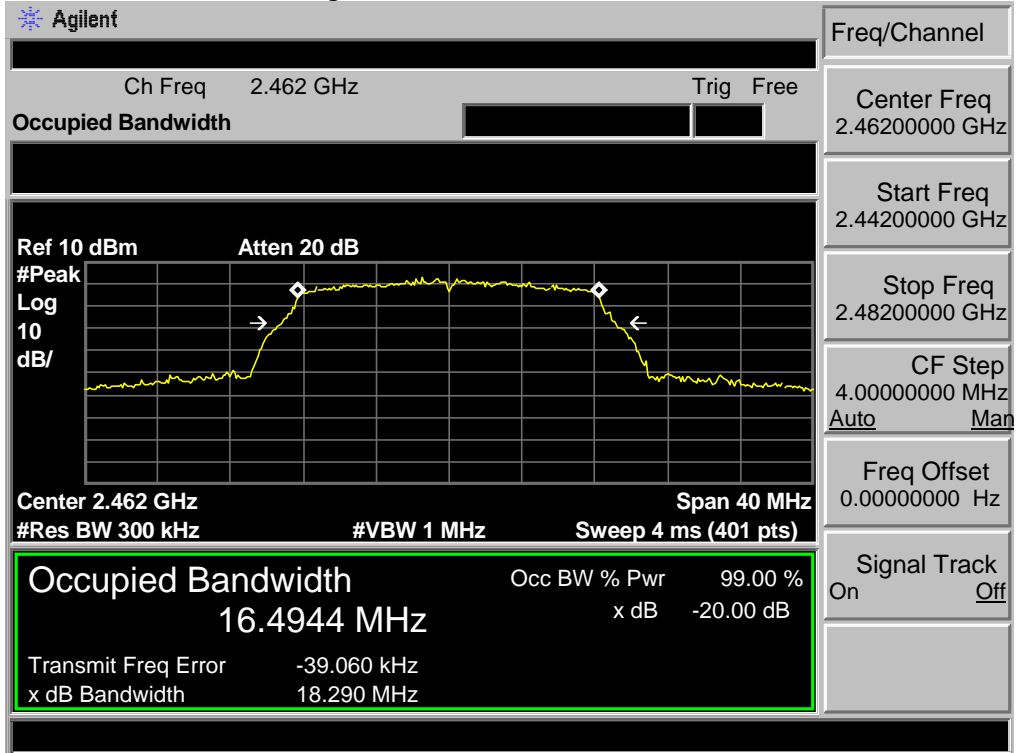 Agilent
Freq/Channel
Ch Freq 2.462 GHz Trig Free
Occupied Bandwidth
Center Freq
2.46200000 GHz
Start Freq
2.44200000 GHz
Stop Freq
2.48200000 GHz
CF Step
4.00000000 MHz
Auto Man
Freq Offset
0.00000000 Hz
Signal Track
On Off
Ref 10 dBm Atten 20 dB
#Peak
Log
10
dB/
Center 2.462 GHz Span 40 MHz
#Res BW 300 kHz #VBW 1 MHz Sweep 4 ms (401 pts)
Occupied Bandwidth
16.4944 MHz
Occ BW % Pwr 99.00 %
x dB -20.00 dB
Transmit Freq Error -39.060 kHz
x dB Bandwidth 18.290 MHz